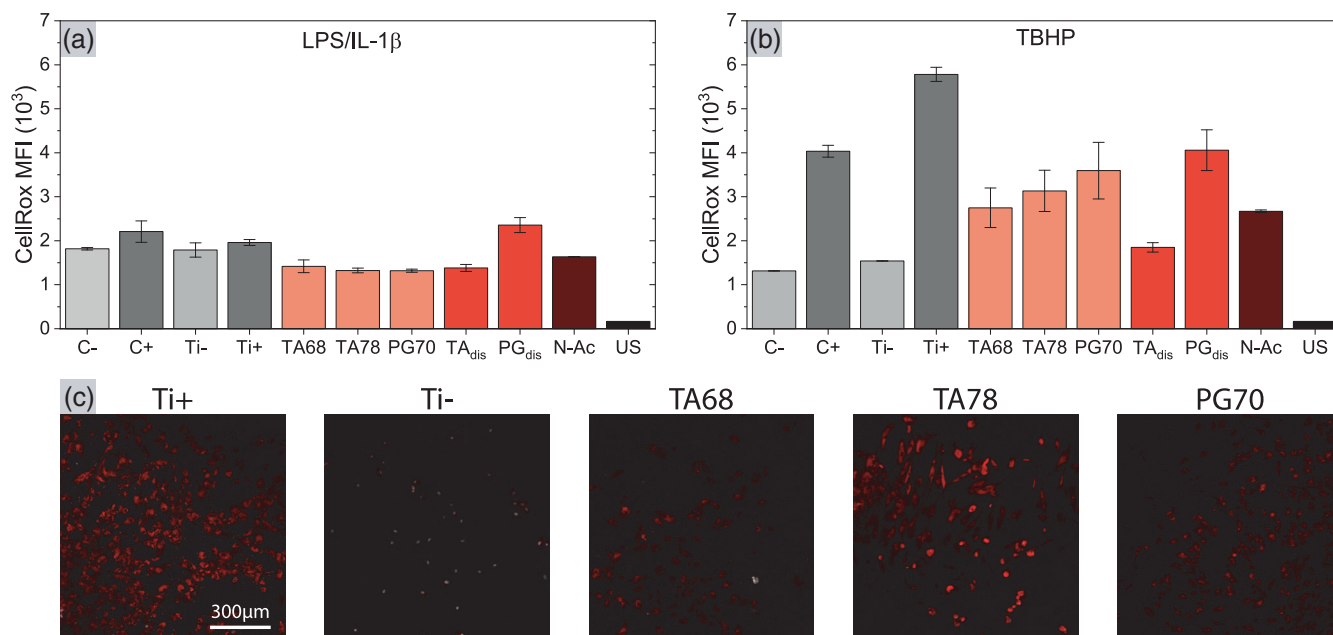 (a)
LPS/IL-1β
CellRox MFI (10³)
7
6
5
4
3
2
1
0
C- C+ Ti- Ti+ TA68 TA78 PG70 TAdis PGdis N-Ac US
(b)
TBHP
CellRox MFI (10³)
7
6
5
4
3
2
1
0
C- C+ Ti- Ti+ TA68 TA78 PG70 TAdis PGdis N-Ac US
(c) Ti+ Ti- TA68 TA78 PG70
300μm